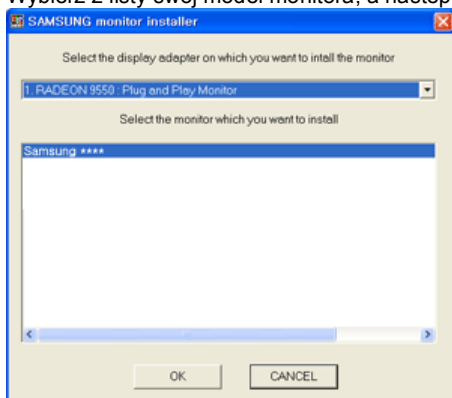 Wybierz z listy swój model monitora, a następ
SAMSUNG monitor installer
Select the display adapter on which you want to intall the monitor
1. RADEON 9550 : Plug and Play Monitor
Select the monitor which you want to install
Samsung ****
OK
CANCEL